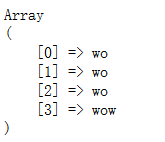 Array
(
    [0] => wo
    [1] => wo
    [2] => wo
    [3] => wow
)